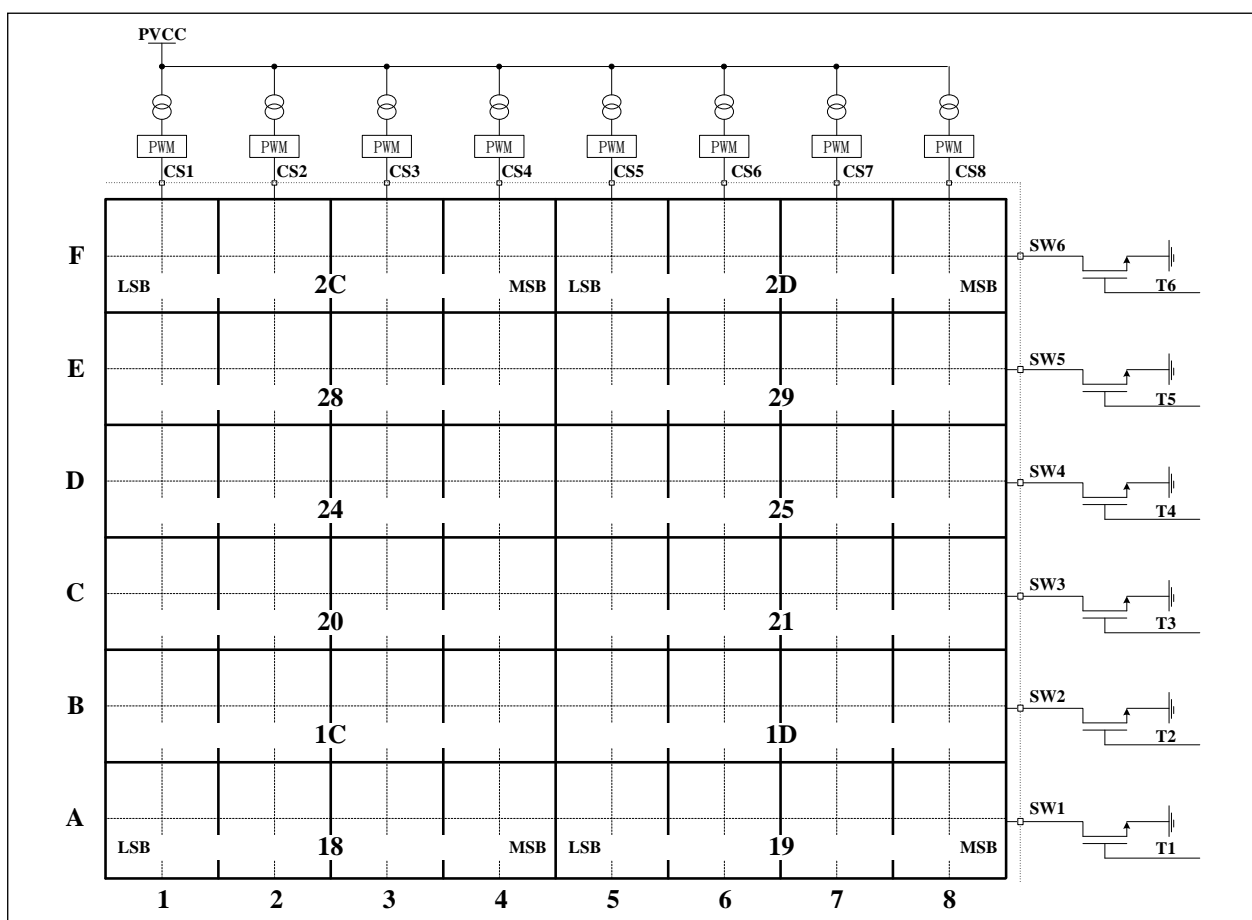 PVCC
PWM PWM PWM PWM PWM PWM PWM PWM
CS1 CS2 CS3 CS4 CS5 CS6 CS7 CS8
F SW6
LSB 2C MSB LSB 2D MSB T6
E SW5
28 29 T5
D SW4
24 25 T4
C SW3
20 21 T3
B SW2
1C 1D T2
A SW1
LSB 18 MSB LSB 19 MSB T1
1 2 3 4 5 6 7 8